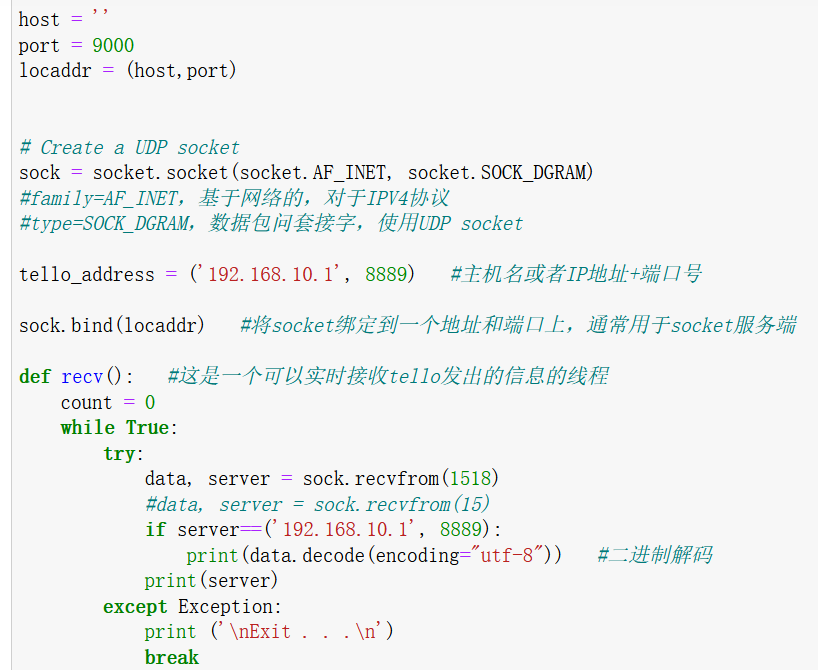 host = ''
port = 9000
locaddr = (host,port)
# Create a UDP socket
sock = socket.socket(socket.AF_INET, socket.SOCK_DGRAM)
#family=AF_INET，基于网络的，对于IPV4协议
#type=SOCK_DGRAM，数据包问套接字，使用UDP socket
tello_address = ('192.168.10.1', 8889)   #主机名或者IP地址+端口号
sock.bind(locaddr)   #将socket绑定到一个地址和端口上，通常用于socket服务端
def recv():   #这是一个可以实时接收tello发出的信息的线程
    count = 0
    while True:
        try:
            data, server = sock.recvfrom(1518)
            #data, server = sock.recvfrom(15)
            if server==('192.168.10.1', 8889):
                print(data.decode(encoding="utf-8"))   #二进制解码
            print(server)
        except Exception:
            print ('\nExit . . .\n')
            break